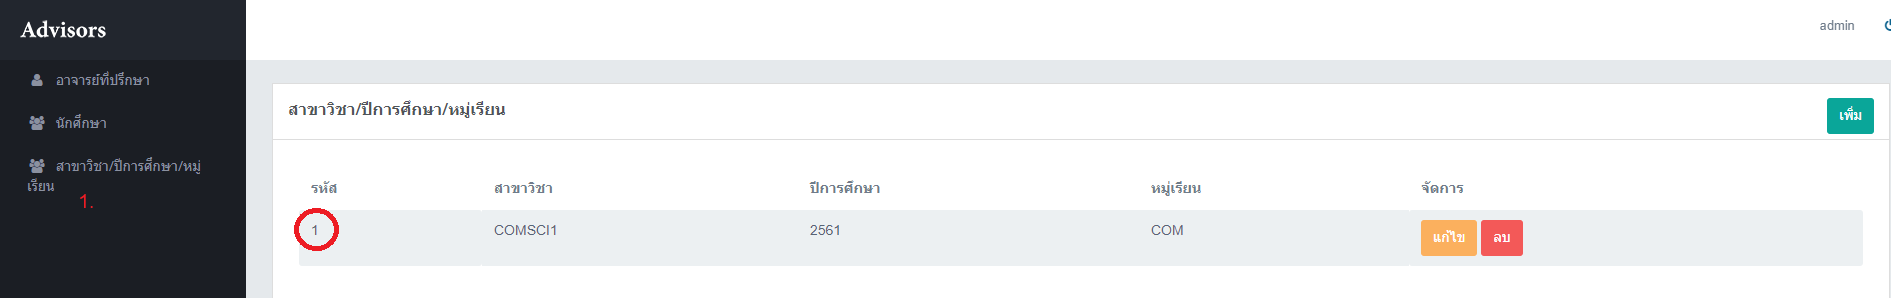 Advisors
admin
อาจารย์ที่ปรึกษา
นักศึกษา
สาขาวิชา/ปีการศึกษา/หมู่
เรียน
1.
สาขาวิชา/ปีการศึกษา/หมู่เรียน
เพิ่ม
รหัส สาขาวิชา ปีการศึกษา หมู่เรียน จัดการ
1 COMSCI1 2561 COM แก้ไข ลบ